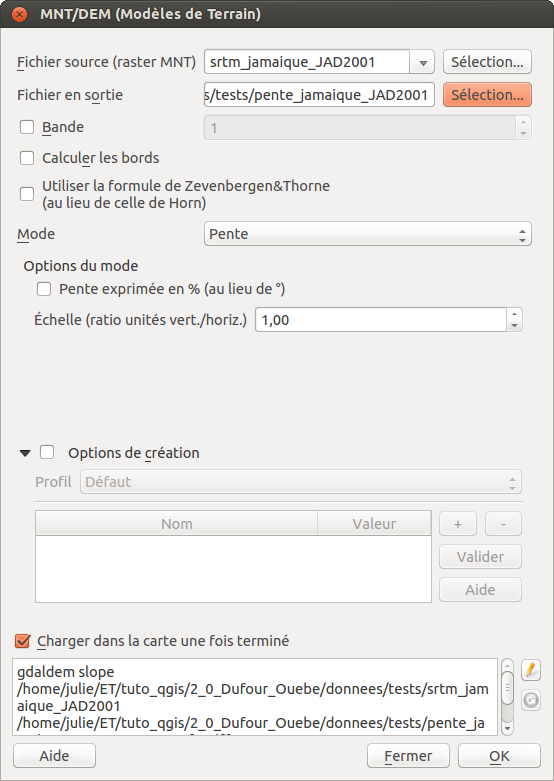 MNT/DEM (Modèles de Terrain)
Fichier source (raster MNT) srtm_jamaique_JAD2001 Sélection...
Fichier en sortie s/tests/pente_jamaique_JAD2001 Sélection...
Bande 1
Calculer les bords
Utiliser la formule de Zevenbergen&Thorne
(au lieu de celle de Horn)
Mode Pente
Options du mode
Pente exprimée en % (au lieu de °)
Échelle (ratio unités vert./horiz.) 1,00
Options de création
Profil Défaut
Nom Valeur + -
Valider
Aide
Charger dans la carte une fois terminé
gdaldem slope
/home/julie/ET/tuto_qgis/2_0_Dufour_Ouebe/donnees/tests/srtm_jam
aique_JAD2001
/home/julie/ET/tuto_qgis/2_0_Dufour_Ouebe/donnees/tests/pente_ja
Aide Fermer OK